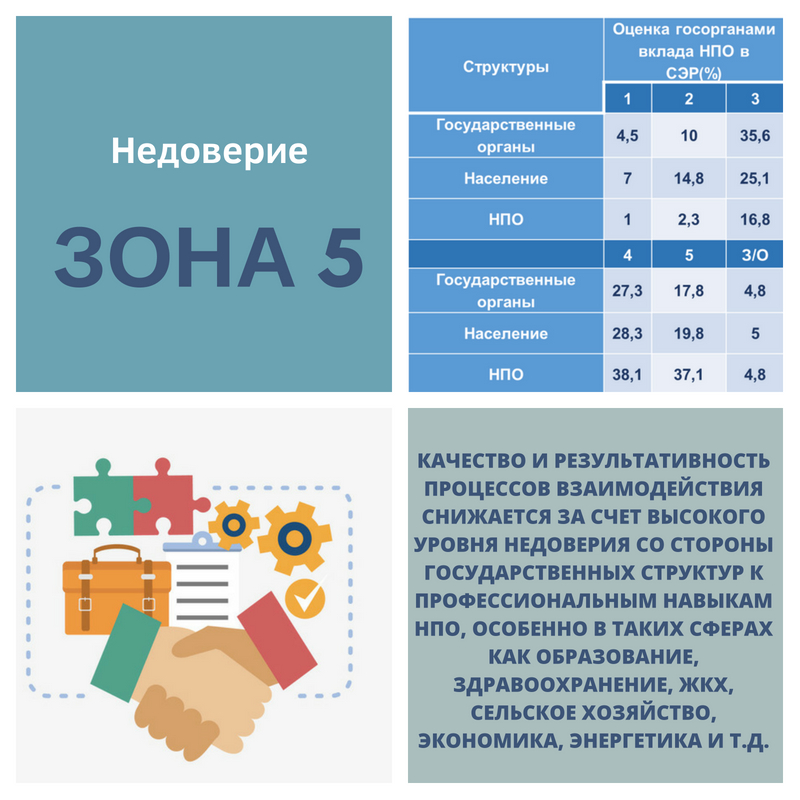 Недоверие
ЗОНА 5
Структуры
Оценка госорганами
вклада НПО в
СЭР(%)
1 2 3
Государственные
органы
4,5 10 35,6
Население 7 14,8 25,1
НПО 1 2,3 16,8
4 5 З/О
Государственные
органы
27,3 17,8 4,8
Население 28,3 19,8 5
НПО 38,1 37,1 4,8
КАЧЕСТВО И РЕЗУЛЬТАТИВНОСТЬ
ПРОЦЕССОВ ВЗАИМОДЕЙСТВИЯ
СНИЖАЕТСЯ ЗА СЧЕТ ВЫСОКОГО
УРОВНЯ НЕДОВЕРИЯ СО СТОРОНЫ
ГОСУДАРСТВЕННЫХ СТРУКТУР К
ПРОФЕССИОНАЛЬНЫМ НАВЫКАМ
НПО, ОСОБЕННО В ТАКИХ СФЕРАХ
КАК ОБРАЗОВАНИЕ,
ЗДРАВООХРАНЕНИЕ, ЖКХ,
СЕЛЬСКОЕ ХОЗЯЙСТВО,
ЭКОНОМИКА, ЭНЕРГЕТИКА И Т.Д.